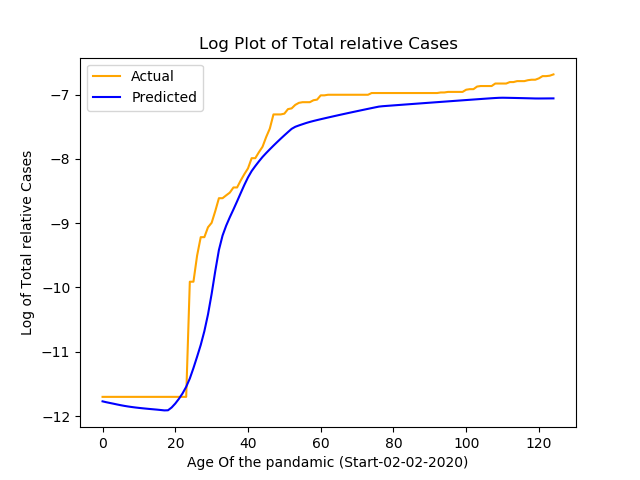 Log Plot of Total relative Cases
Actual
Predicted
Log of Total relative Cases
−7
−8
−9
−10
−11
−12
0 20 40 60 80 100 120
Age Of the pandamic (Start-02-02-2020)